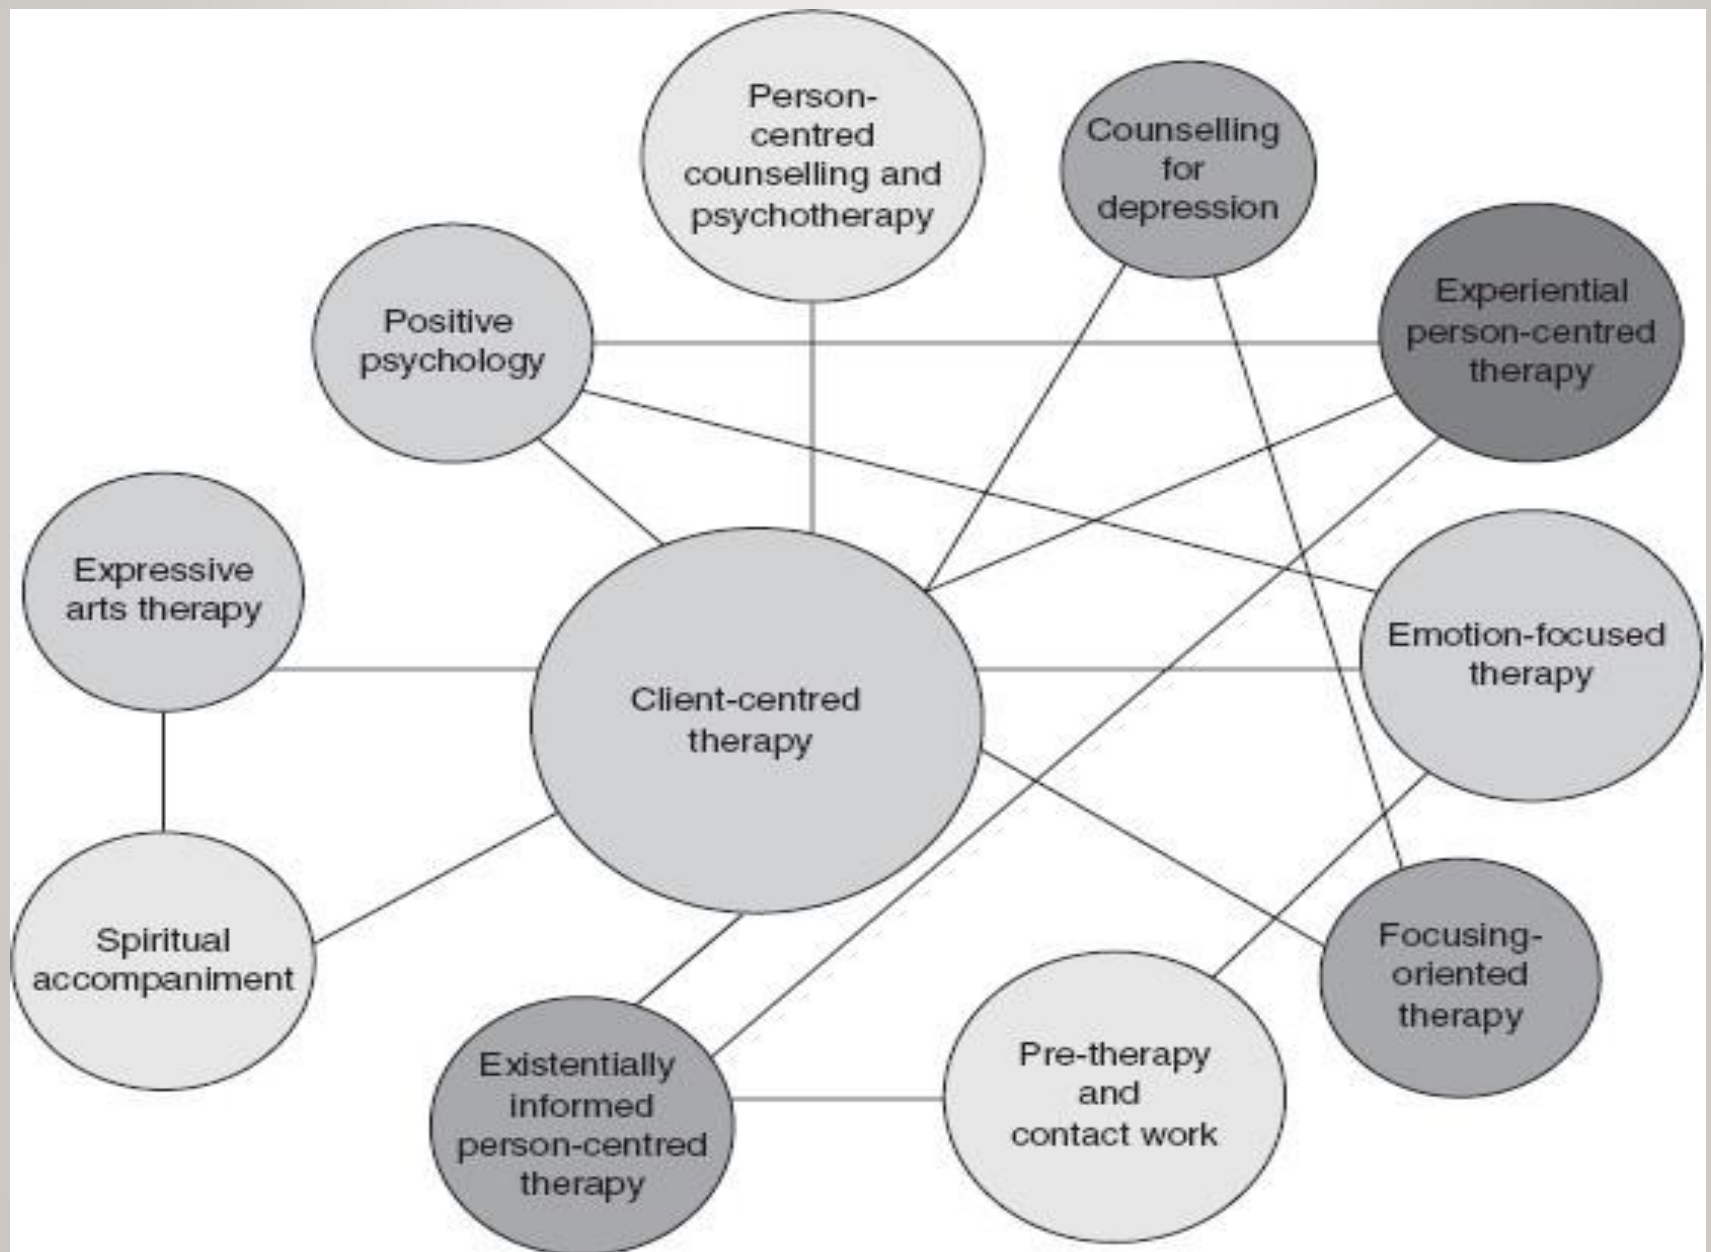 Person-
centred
counselling and
psychotherapy
Counselling
for
depression
Positive
psychology
Experiential
person-centred
therapy
Expressive
arts therapy
Client-centred
therapy
Emotion-focused
therapy
Spiritual
accompaniment
Existentially
informed
person-centred
therapy
Pre-therapy
and
contact work
Focusing-
oriented
therapy